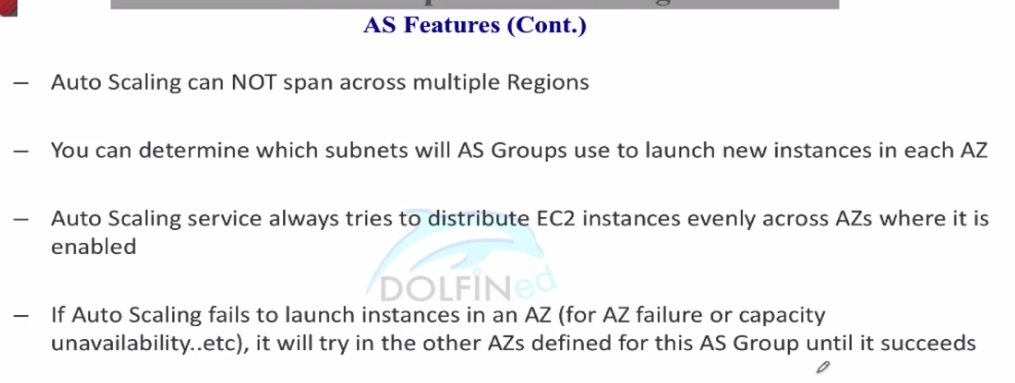 AS Features (Cont.)
– Auto Scaling can NOT span across multiple Regions
– You can determine which subnets will AS Groups use to launch new instances in each AZ
– Auto Scaling service always tries to distribute EC2 instances evenly across AZs where it is
enabled
DOLFINed
– If Auto Scaling fails to launch instances in an AZ (for AZ failure or capacity
unavailability..etc), it will try in the other AZs defined for this AS Group until it succeeds